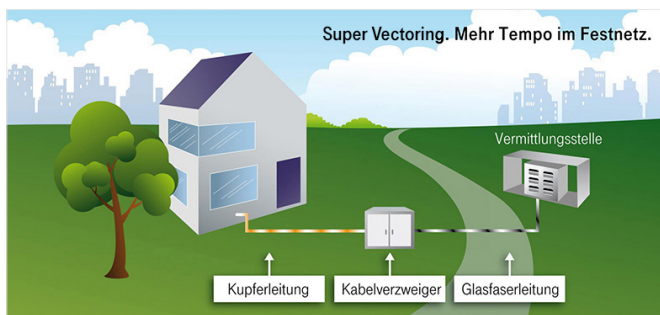 Super Vectoring. Mehr Tempo im Festnetz.
Vermittlungsstelle
Kupferleitung
Kabelverzweiger
Glasfaserleitung